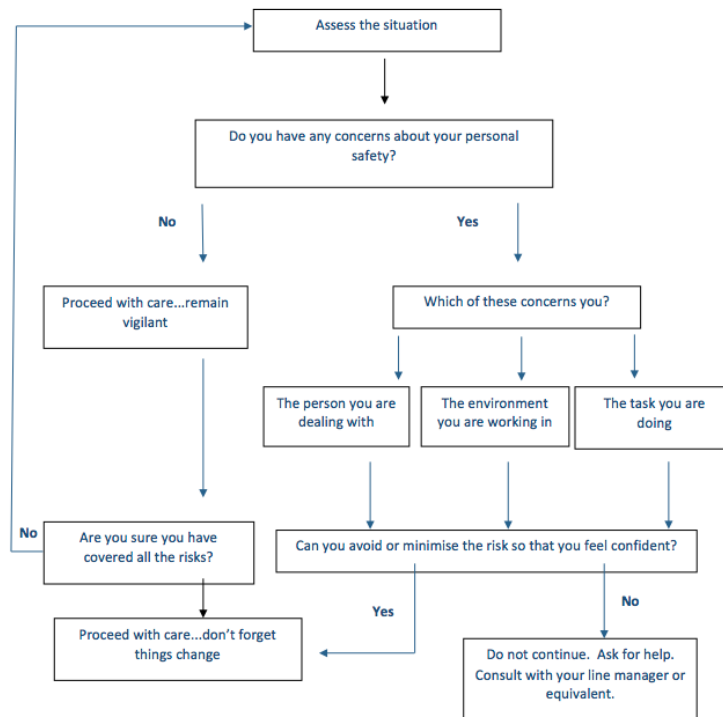 Assess the situation
Do you have any concerns about your personal
safety?
No
Yes
Proceed with care...remain
vigilant
Which of these concerns you?
The person you are
dealing with
The environment
you are working in
The task you are
doing
No
Are you sure you have
covered all the risks?
Can you avoid or minimise the risk so that you feel confident?
Yes
No
Proceed with care...don’t forget
things change
Do not continue. Ask for help.
Consult with your line manager or
equivalent.